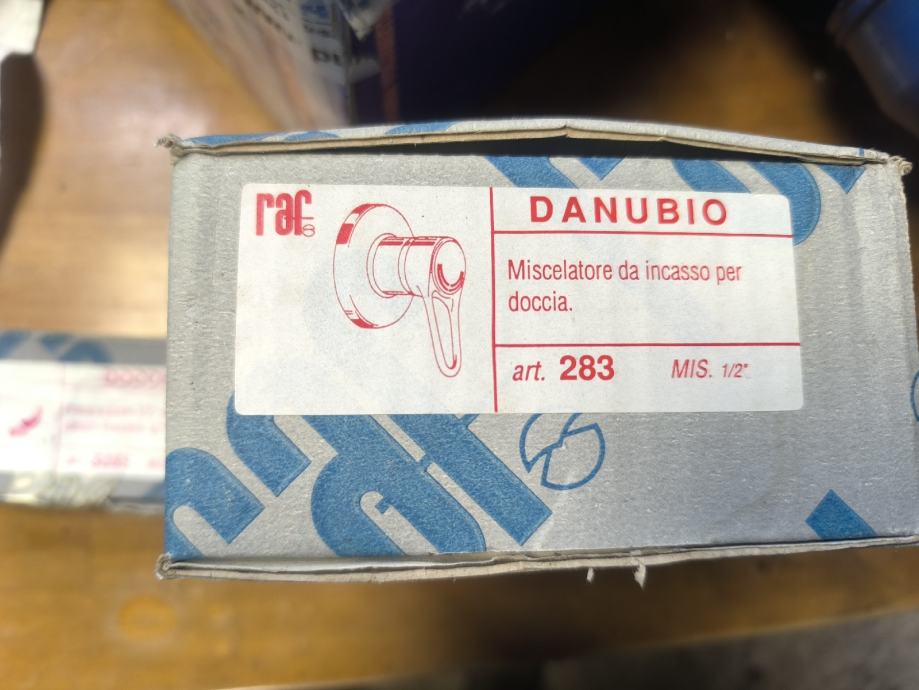 raf
DANUBIO
Miscelatore da incasso per
doccia.
art. 283 MIS. 1/2"